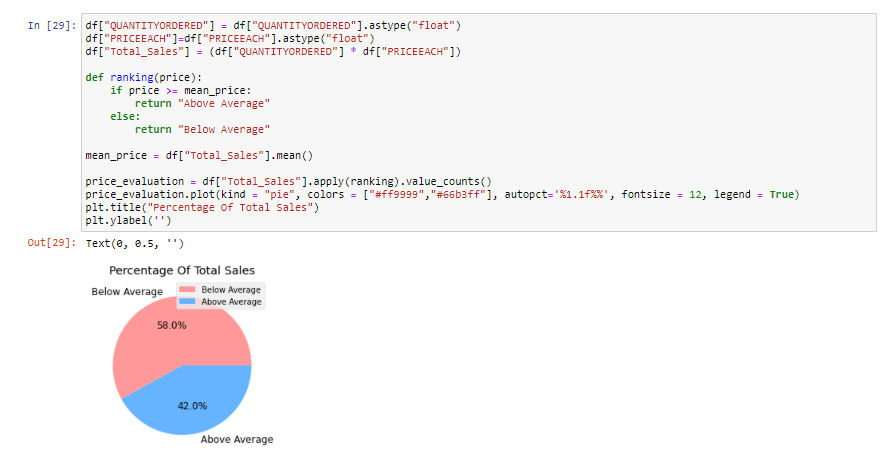 In [29]: df["QUANTITYORDERED"] = df["QUANTITYORDERED"].astype("float")
df["PRICEEACH"]=df["PRICEEACH"].astype("float")
df["Total_Sales"] = (df["QUANTITYORDERED"] * df["PRICEEACH"])
def ranking(price):
    if price >= mean_price:
        return "Above Average"
    else:
        return "Below Average"
mean_price = df["Total_Sales"].mean()
price_evaluation = df["Total_Sales"].apply(ranking).value_counts()
price_evaluation.plot(kind = "pie", colors = ["#ff9999","#66b3ff"], autopct='%1.1f%%', fontsize = 12, legend = True)
plt.title("Percentage Of Total Sales")
plt.ylabel('')
Out[29]: Text(0, 0.5, '')
Percentage Of Total Sales
Below Average
Below Average
Above Average
58.0%
42.0%
Above Average